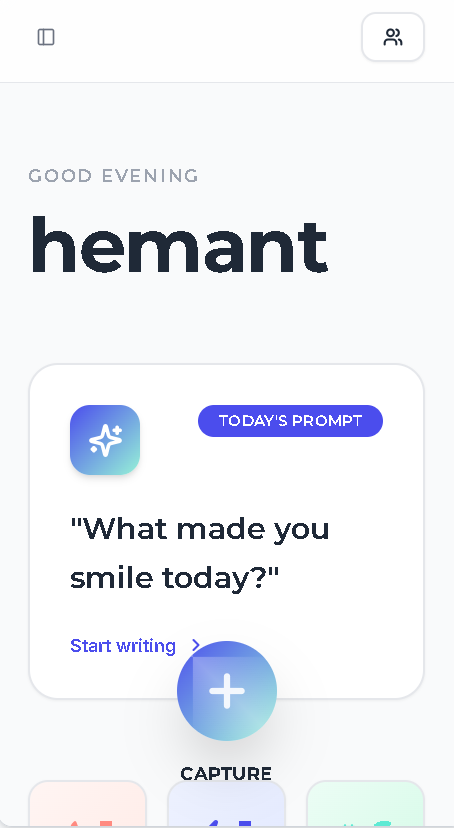 GOOD EVENING
hemant
TODAY'S PROMPT
"What made you
smile today?"
Start writing
CAPTURE